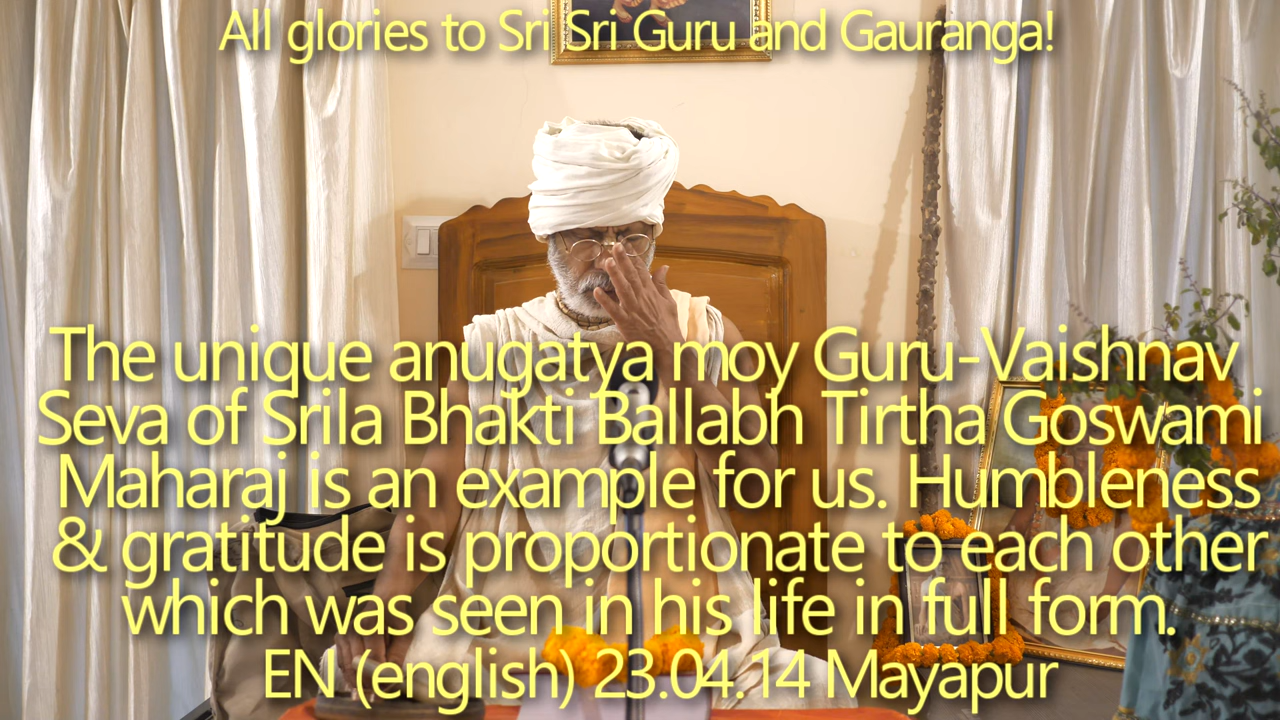 All glories to Sri Sri Guru and Gauranga!
The unique anugatya moy Guru-Vaishnav
Seva of Srila Bhakti Ballabh Tirtha Goswami
Maharaj is an example for us. Humbleness
& gratitude is proportionate to each other
which was seen in his life in full form.
EN (english) 23.04.14 Mayapur